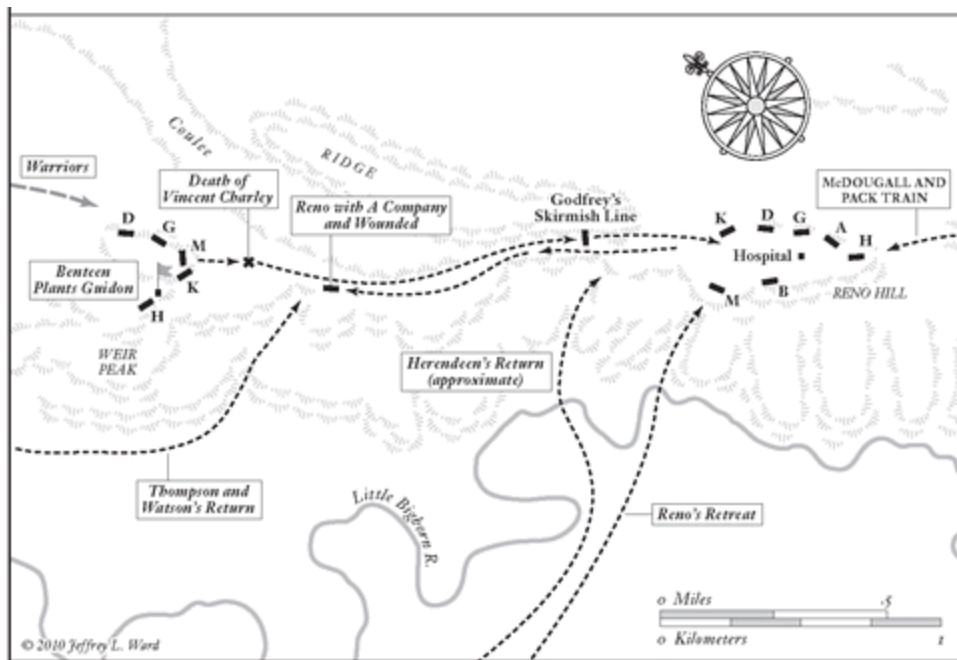 Coulee
RIDGE
Warriors
Death of
Vincent Charley
Reno with A Company
and Wounded
Godfrey's
Skirmish Line
McDOUGALL AND
PACK TRAIN
D
G
M
K
H
Benteen
Plants Guidon
K
D
G
A
H
Hospital
M
B
RENO HILL
WEIR
PEAK
Herendeen's Return
(approximate)
Thompson and
Watson's Return
Little Bighorn R.
Reno's Retreat
0 Miles .5
0 Kilometers 1
© 2010 Jeffrey L. Ward